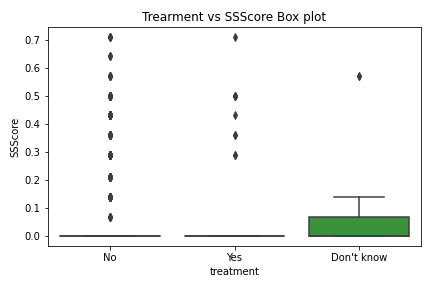 Trearment vs SSScore Box plot
0.7
0.6
0.5
0.4
0.3
0.2
0.1
0.0
SSScore
No Yes Don't know
treatment